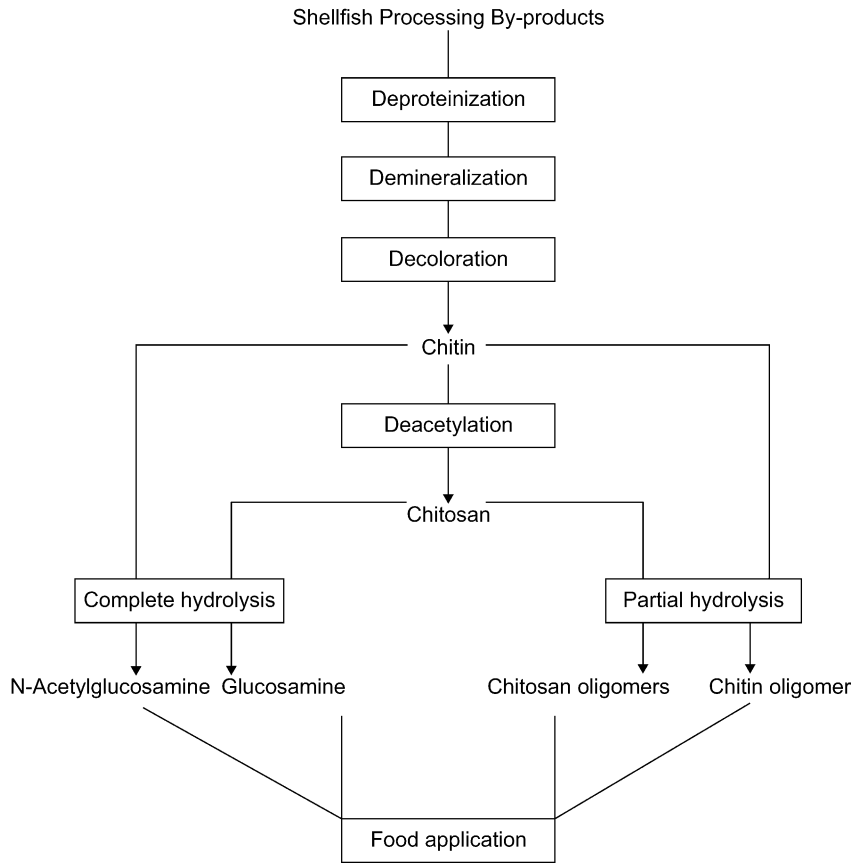 Shellfish Processing By-products
Deproteinization
Demineralization
Decoloration
Chitin
Deacetylation
Chitosan
Complete hydrolysis
Partial hydrolysis
N-Acetylglucosamine
Glucosamine
Chitosan oligomers
Chitin oligomer
Food application